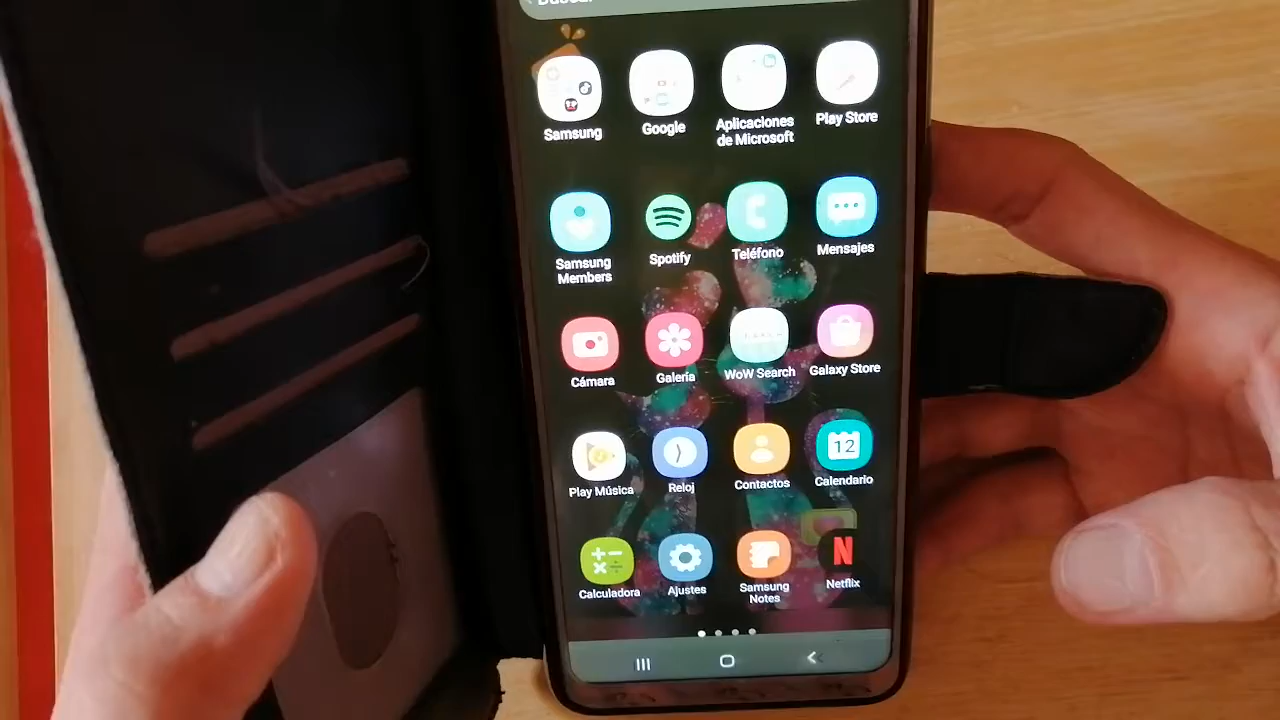 Samsung
Google
Aplicaciones
de Microsoft
Play Store
Samsung
Members
Spotify
Teléfono
Mensajes
Cámara
Galería
WoW Search
Galaxy Store
Play Música
Reloj
Contactos
12
Calendario
Calculadora
Ajustes
Samsung
Notes
N
Netflix